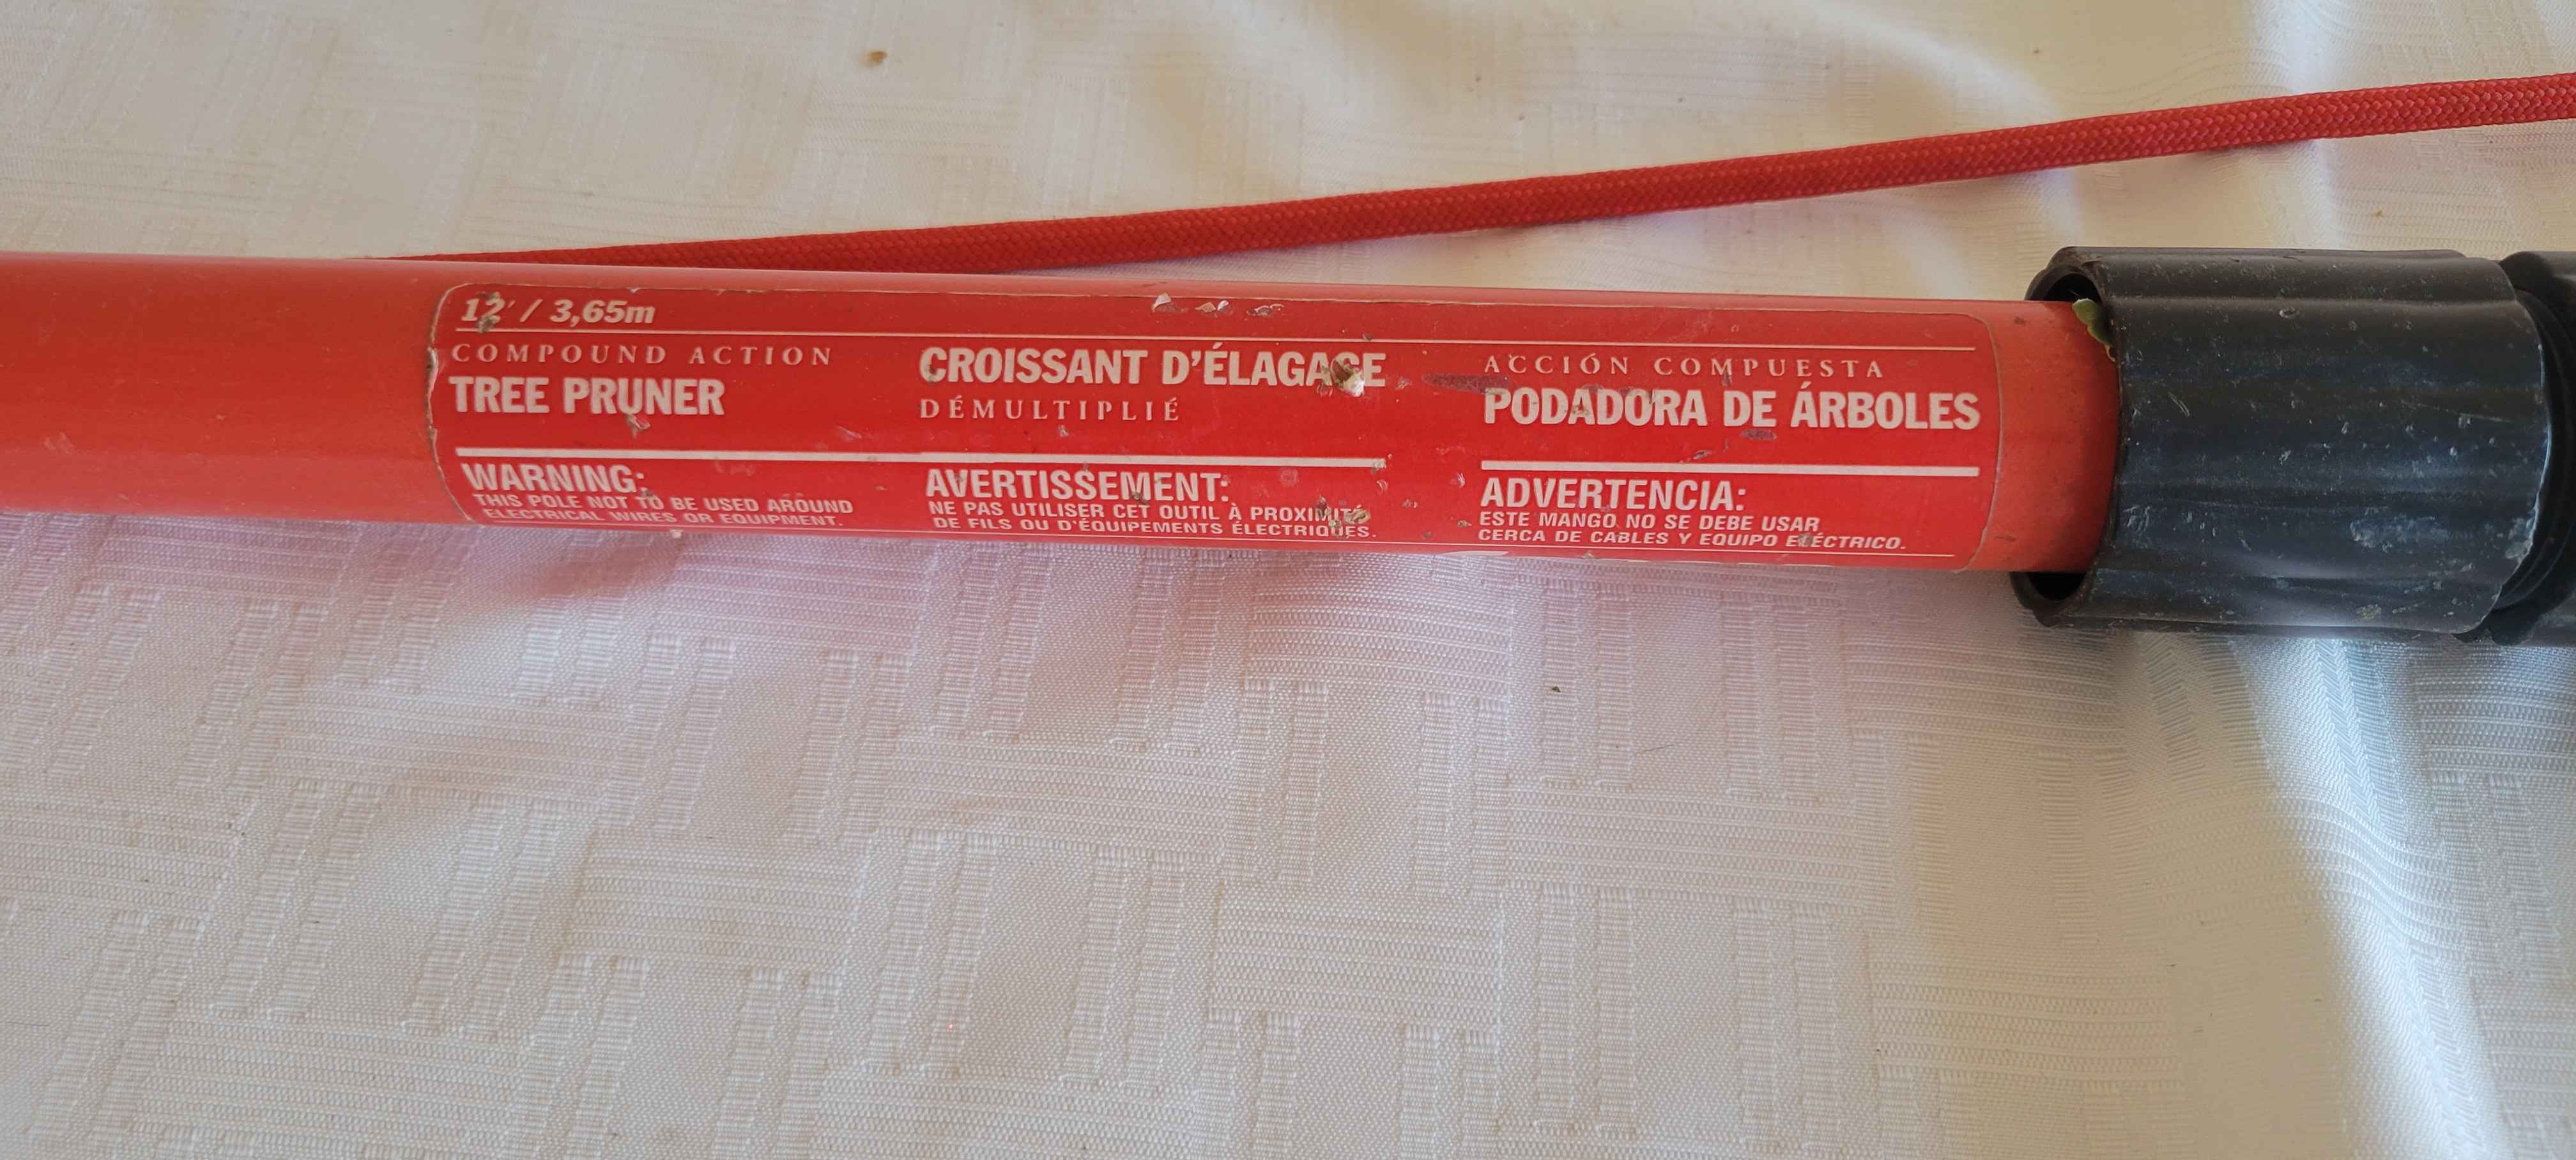 12' / 3,65m
COMPOUND ACTION
TREE PRUNER
WARNING:
THIS POLE NOT TO BE USED AROUND
ELECTRICAL WIRES OR EQUIPMENT.
CROISSANT D'ÉLAGAGE
DÉMULTIPLIÉ
AVERTISSEMENT:
NE PAS UTILISER CET OUTIL À PROXIMITÉ
DE FILS OU D'ÉQUIPEMENTS ÉLECTRIQUES.
ACCIÓN COMPUESTA
PODADORA DE ÁRBOLES
ADVERTENCIA:
ESTE MANGO NO SE DEBE USAR
CERCA DE CABLES Y EQUIPO ELÉCTRICO.